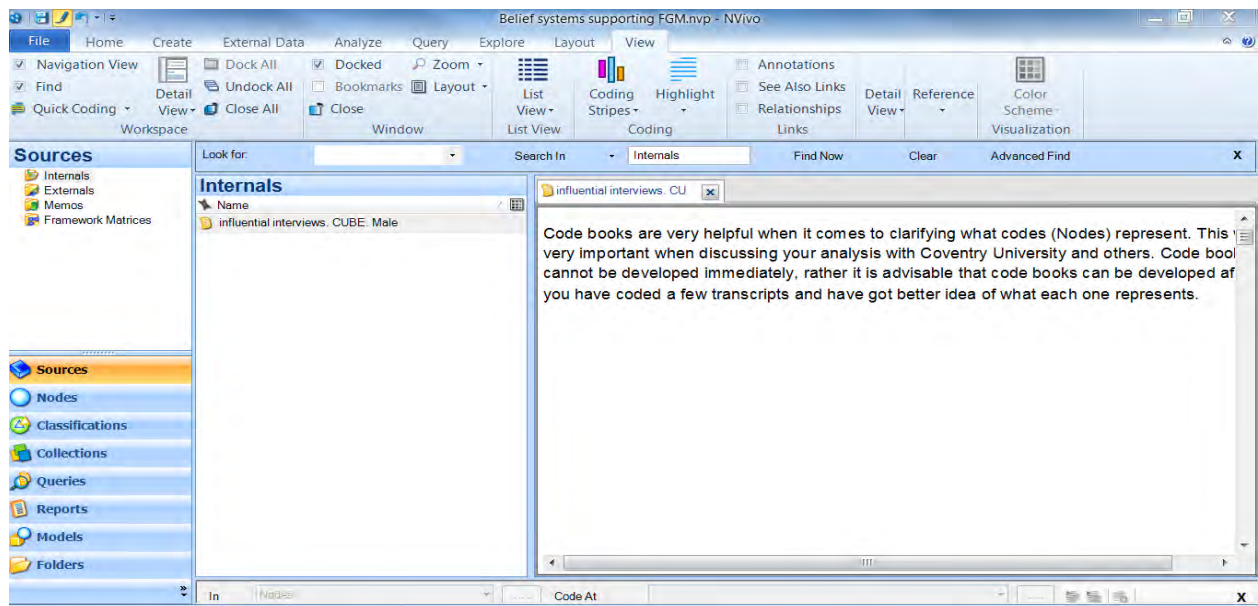 Belief systems supporting FGM.nvp - NVivo
File Home Create External Data Analyze Query Explore Layout View
Navigation View
Find
Quick Coding
Detail View
Workspace
Dock All
Undock All
Close All
Docked
Bookmarks
Close
Zoom
Layout
Window
List View
List View
Coding Stripes
Highlight
Coding
Annotations
See Also Links
Relationships
Links
Detail View
Reference
Color Scheme
Visualization
Sources
Internals
Externals
Memos
Framework Matrices
Look for: Search In Internals Find Now Clear Advanced Find X
Internals
Name
influential interviews. CUBE. Male
influential interviews. CU
Code books are very helpful when it comes to clarifying what codes (Nodes) represent. This
very important when discussing your analysis with Coventry University and others. Code
cannot be developed immediately, rather it is advisable that code books can be developed
you have coded a few transcripts and have got better idea of what each one represents.
Sources
Nodes
Classifications
Collections
Queries
Reports
Models
Folders
In Nodes Code At X